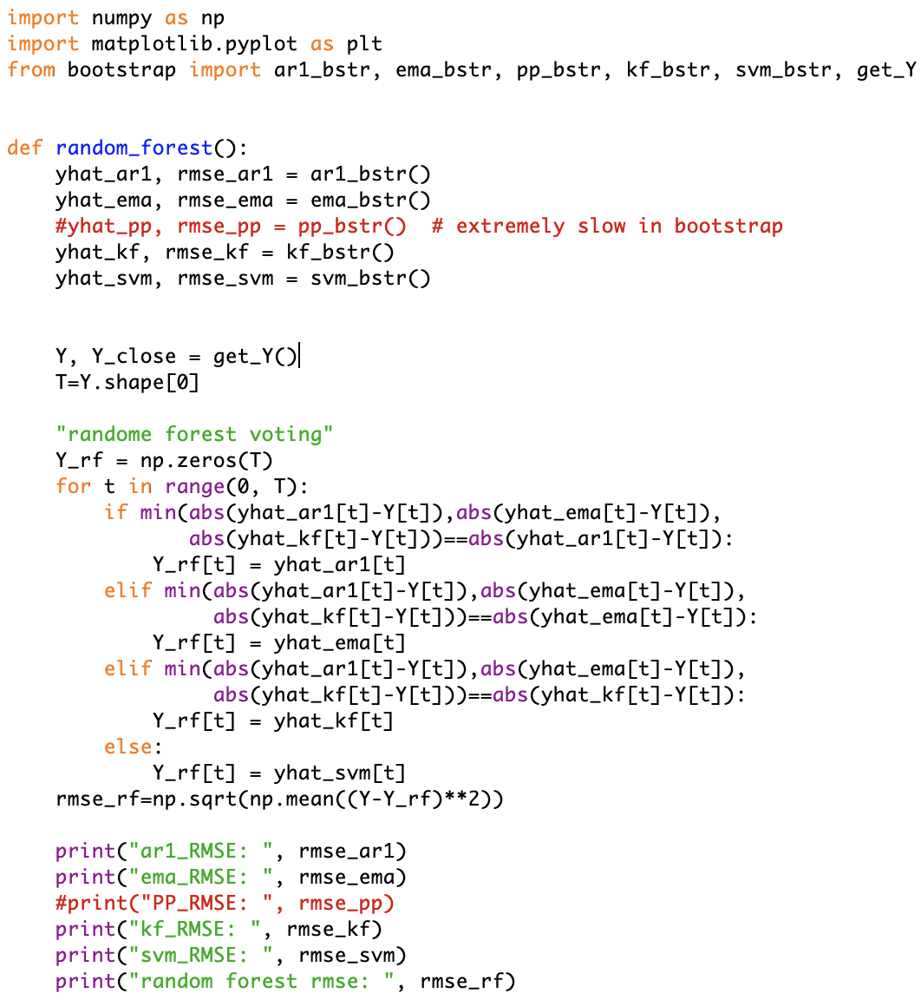 import numpy as np
import matplotlib.pyplot as plt
from bootstrap import ar1_bstr, ema_bstr, pp_bstr, kf_bstr, svm_bstr, get_Y
def random_forest():
    yhat_ar1, rmse_ar1 = ar1_bstr()
    yhat_ema, rmse_ema = ema_bstr()
    #yhat_pp, rmse_pp = pp_bstr()  # extremely slow in bootstrap
    yhat_kf, rmse_kf = kf_bstr()
    yhat_svm, rmse_svm = svm_bstr()
    Y, Y_close = get_Y()
    T=Y.shape[0]
    "randome forest voting"
    Y_rf = np.zeros(T)
    for t in range(0, T):
        if min(abs(yhat_ar1[t]-Y[t]),abs(yhat_ema[t]-Y[t]),
               abs(yhat_kf[t]-Y[t]))==abs(yhat_ar1[t]-Y[t]):
            Y_rf[t] = yhat_ar1[t]
        elif min(abs(yhat_ar1[t]-Y[t]),abs(yhat_ema[t]-Y[t]),
                 abs(yhat_kf[t]-Y[t]))==abs(yhat_ema[t]-Y[t]):
            Y_rf[t] = yhat_ema[t]
        elif min(abs(yhat_ar1[t]-Y[t]),abs(yhat_ema[t]-Y[t]),
                 abs(yhat_kf[t]-Y[t]))==abs(yhat_kf[t]-Y[t]):
            Y_rf[t] = yhat_kf[t]
        else:
            Y_rf[t] = yhat_svm[t]
    rmse_rf=np.sqrt(np.mean((Y-Y_rf)**2))
    print("ar1_RMSE: ", rmse_ar1)
    print("ema_RMSE: ", rmse_ema)
    #print("PP_RMSE: ", rmse_pp)
    print("kf_RMSE: ", rmse_kf)
    print("svm_RMSE: ", rmse_svm)
    print("random forest rmse: ", rmse_rf)